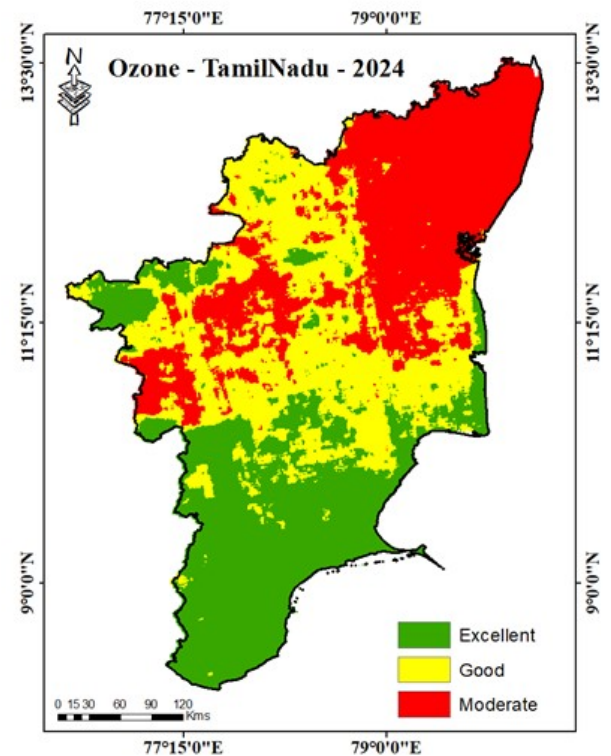 77°15'0"E 79°0'0"E
N
Ozone - TamilNadu - 2024
13°30'0"N 13°30'0"N
11°15'0"N 11°15'0"N
9°0'0"N 9°0'0"N
Excellent
Good
Moderate
0 15 30 60 90 120
Kms
77°15'0"E 79°0'0"E